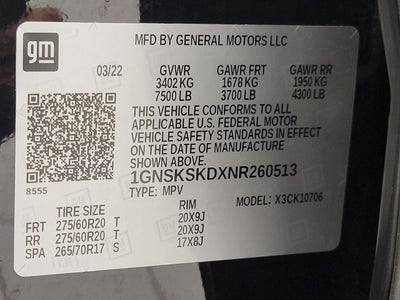 gm
MFD BY GENERAL MOTORS LLC
03/22 GVWR GAWR FRT GAWR RR
3402 KG 1678 KG 1950 KG
7500 LB 3700 LB 4300 LB
THIS VEHICLE CONFORMS TO ALL
APPLICABLE U.S. FEDERAL MOTOR
VEHICLE SAFETY STANDARDS IN EFFECT
ON THE DATE OF MANUFACTURE
SHOWN ABOVE.
1GNSKSKDXNR260513
8555
TYPE: MPV MODEL: X3CK10706
TIRE SIZE RIM
FRT 275/60R20 T 20X9J
RR 275/60R20 T 20X9J
SPA 265/70R17 S 17X8J